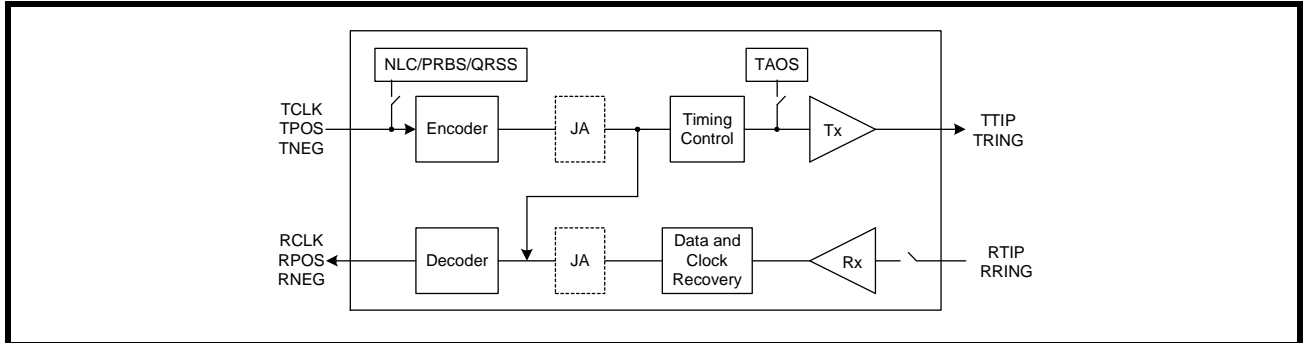 NLC/PRBS/QRSS
TAOS
TCLK
TPOS
TNEG
Encoder
JA
Timing
Control
Tx
TTIP
TRING
RCLK
RPOS
RNEG
Decoder
JA
Data and
Clock
Recovery
Rx
RTIP
RRING